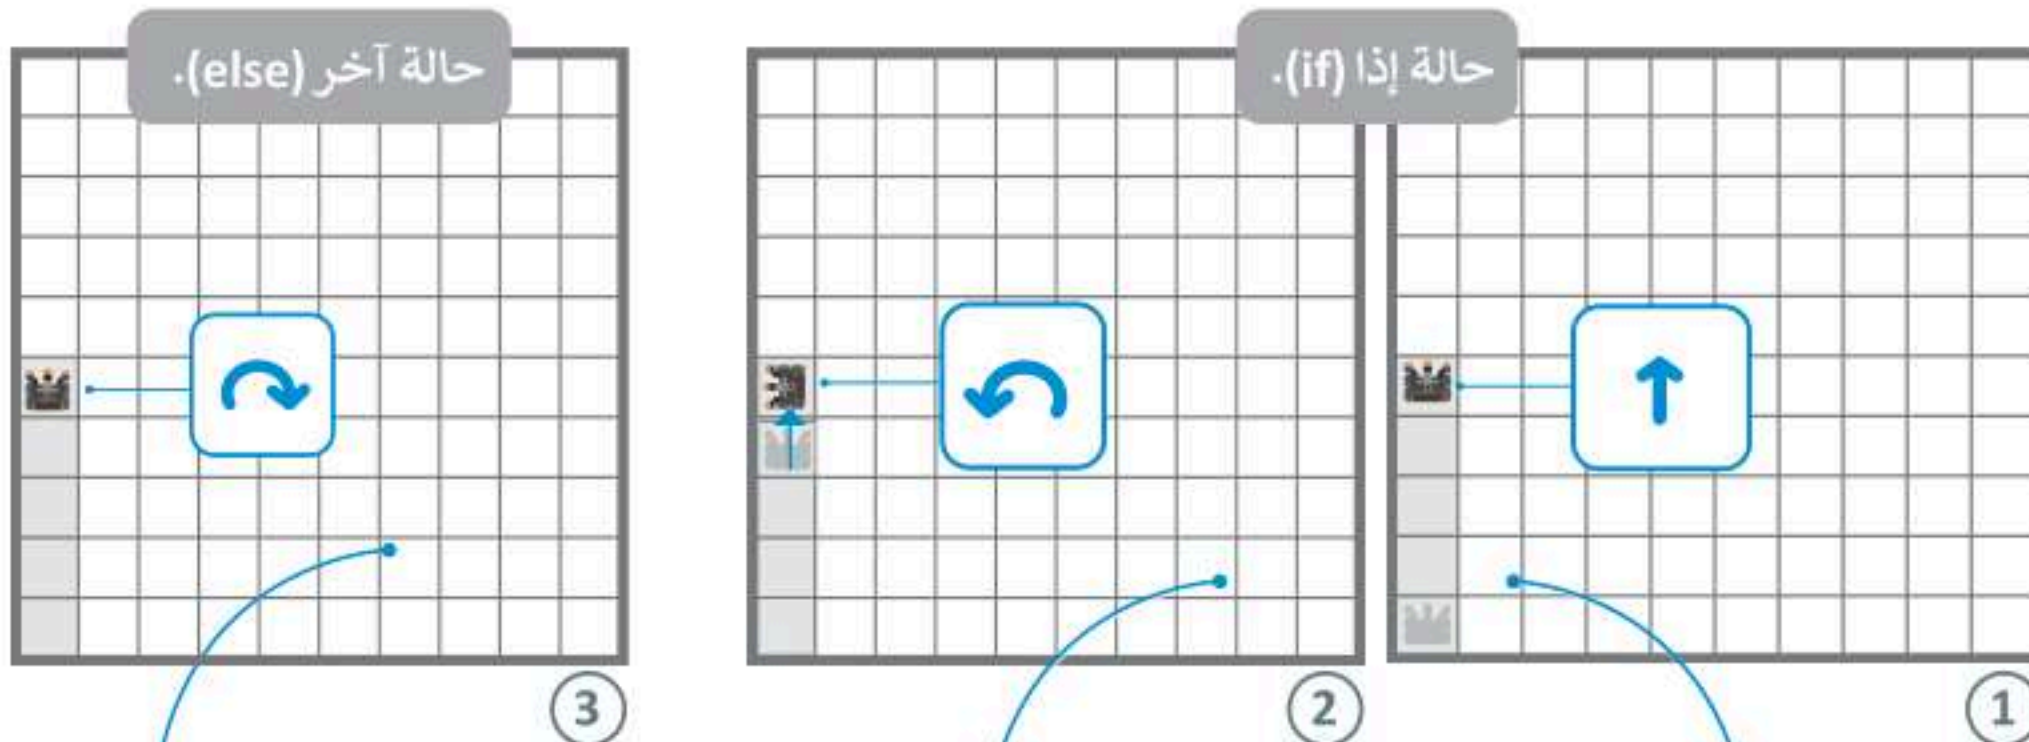 حالة إذا (if).
حالة آخر (else).
1
2
3